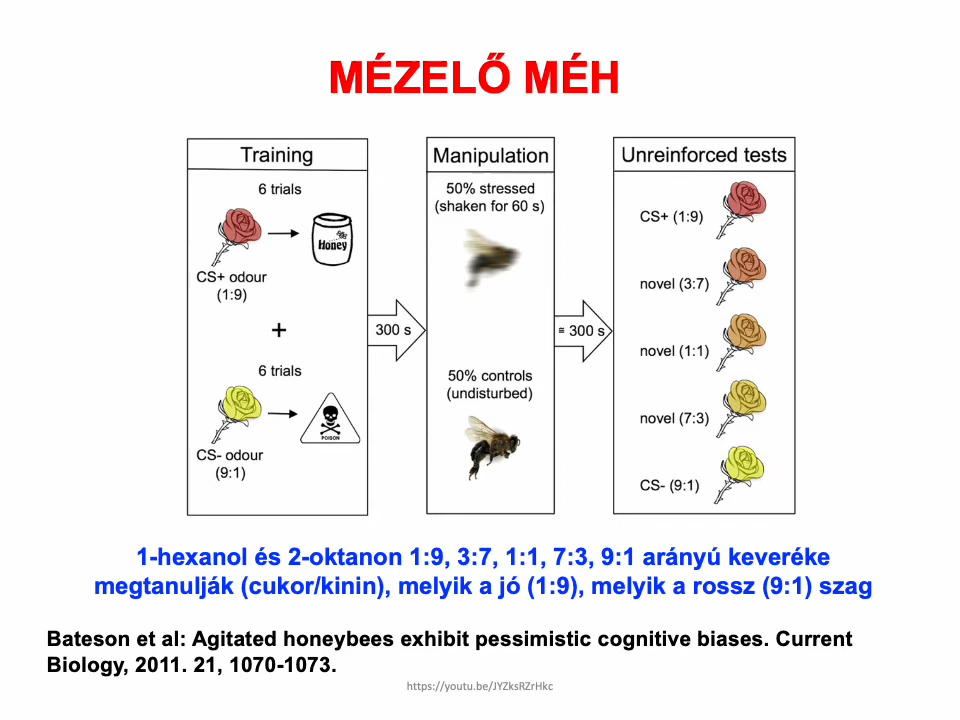 MÉZELŐ MÉH
Training
6 trials
Honey
CS+ odour
(1:9)
+
6 trials
POISON
CS- odour
(9:1)
300 s
Manipulation
50% stressed
(shaken for 60 s)
50% controls
(undisturbed)
≅ 300 s
Unreinforced tests
CS+ (1:9)
novel (3:7)
novel (1:1)
novel (7:3)
CS- (9:1)
1-hexanol és 2-oktanon 1:9, 3:7, 1:1, 7:3, 9:1 arányú keveréke
megtanulják (cukor/kinin), melyik a jó (1:9), melyik a rossz (9:1) szag
Bateson et al: Agitated honeybees exhibit pessimistic cognitive biases. Current
Biology, 2011. 21, 1070-1073.
https://youtu.be/JYZksRZrHkc